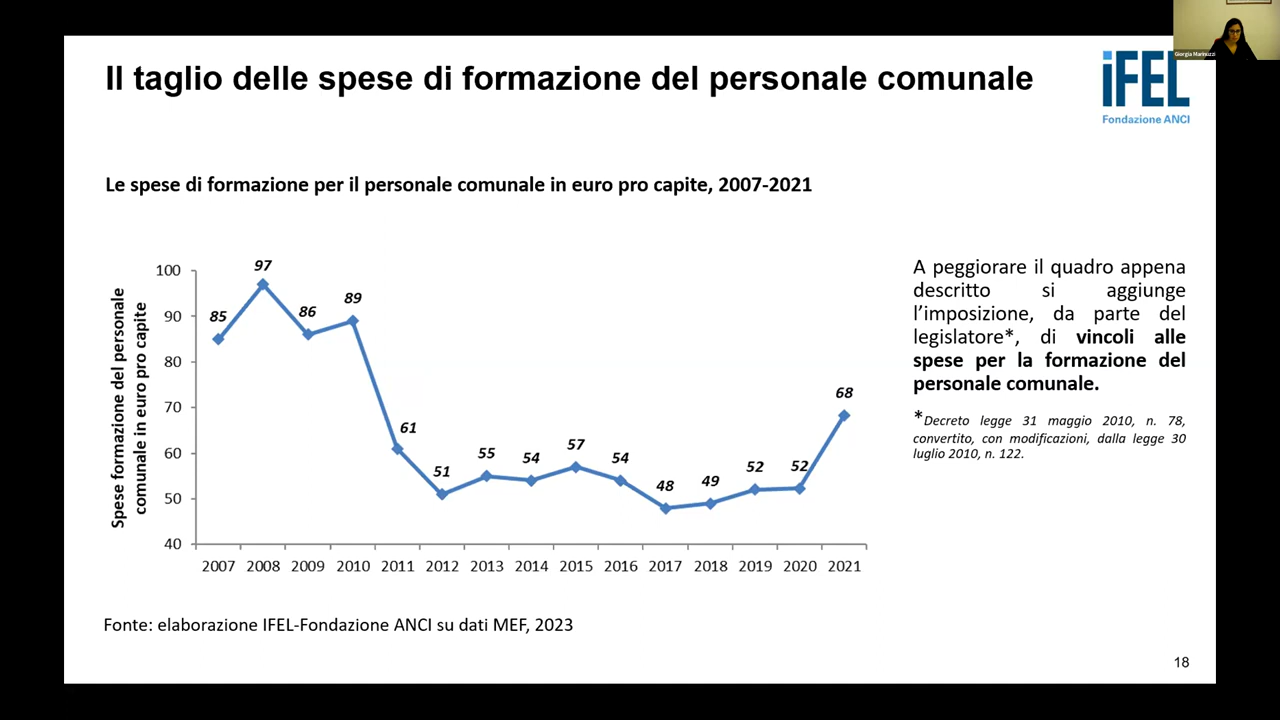 Giorgia Marinuzzi
Il taglio delle spese di formazione del personale comunale
iFEL
Fondazione ANCI
Le spese di formazione per il personale comunale in euro pro capite, 2007-2021
Spese formazione del personale
comunale in euro pro capite
100
90
80
70
60
50
40
85
97
86
89
61
51
55
54
57
54
48
49
52
52
68
2007 2008 2009 2010 2011 2012 2013 2014 2015 2016 2017 2018 2019 2020 2021
A peggiorare il quadro appena
descritto si aggiunge
l’imposizione, da parte del
legislatore*, di vincoli alle
spese per la formazione del
personale comunale.
*Decreto legge 31 maggio 2010, n. 78,
convertito, con modificazioni, dalla legge 30
luglio 2010, n. 122.
Fonte: elaborazione IFEL-Fondazione ANCI su dati MEF, 2023
18